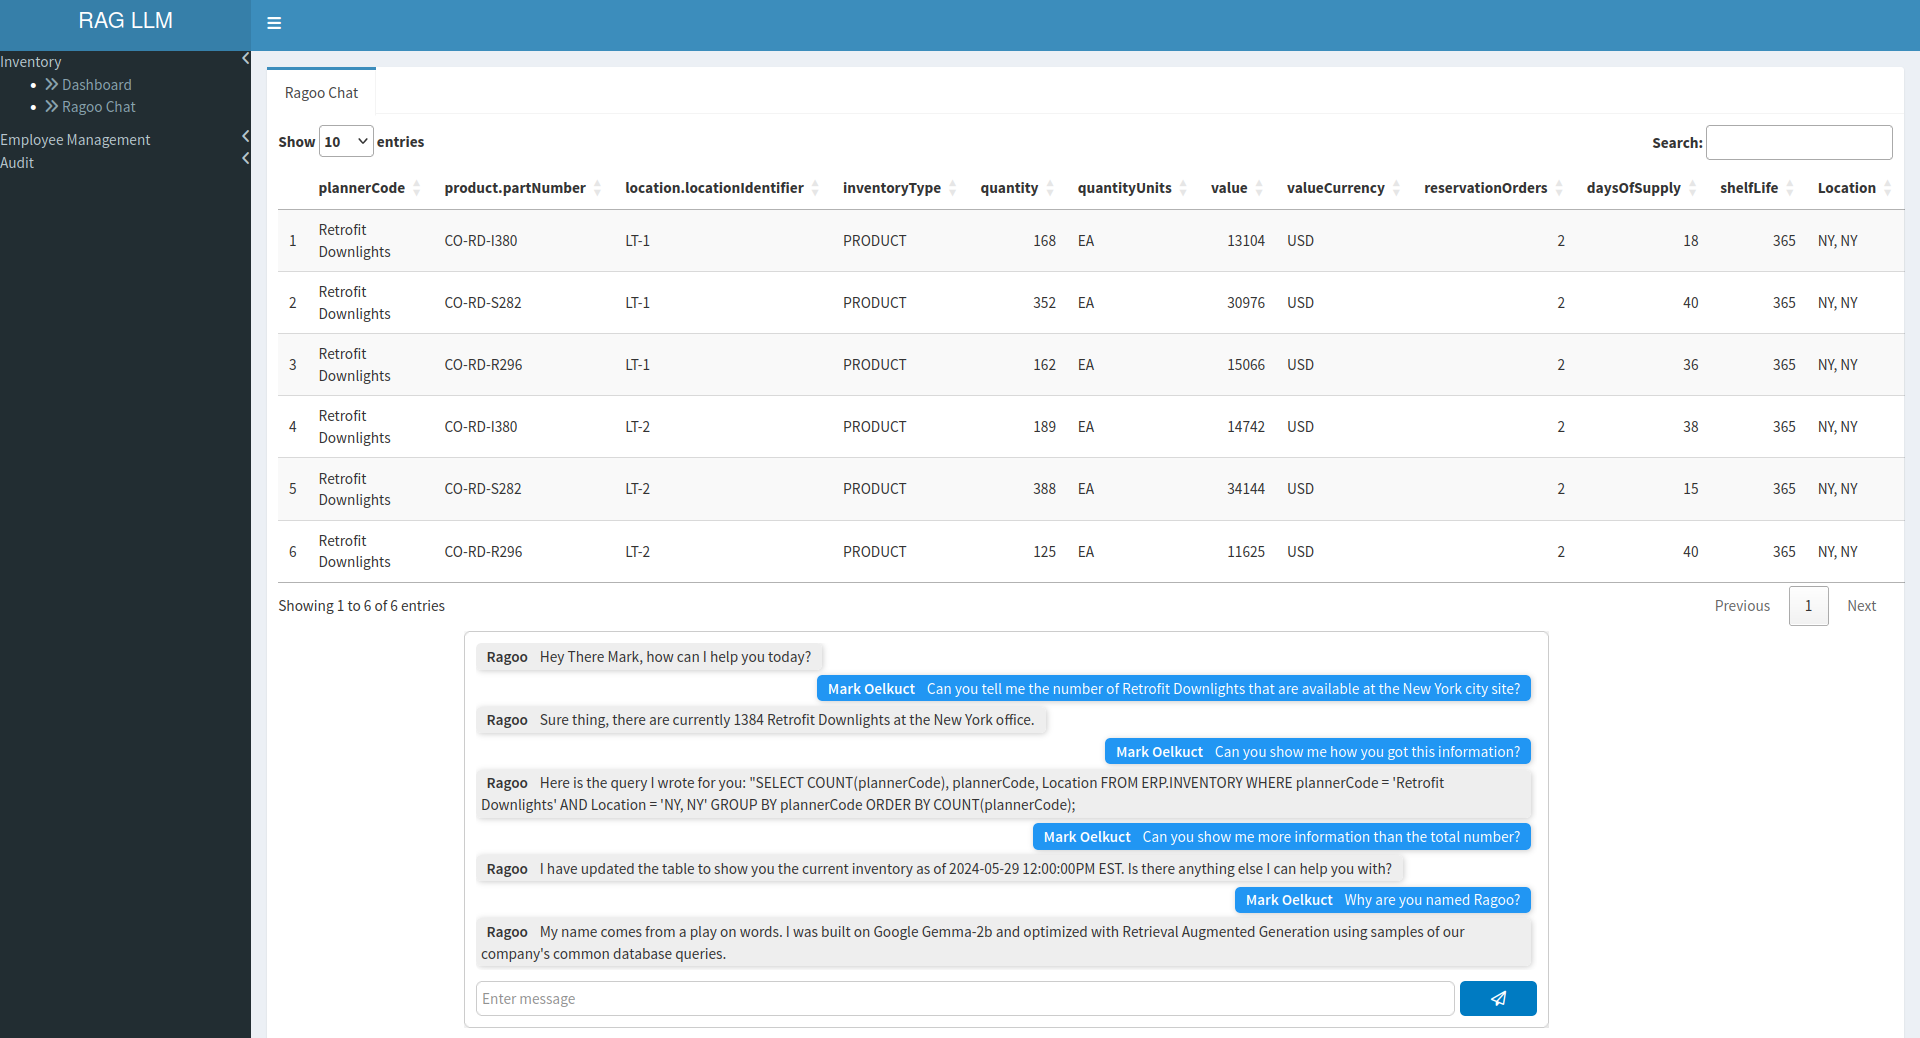 RAG LLM
Inventory
Dashboard
Ragoo Chat
Employee Management
Audit
Ragoo Chat
Show 10 entries
Search:
plannerCode product.partNumber location.locationIdentifier inventoryType quantity quantityUnits value valueCurrency reservationOrders daysOfSupply shelfLife Location
1 Retrofit Downlights CO-RD-I380 LT-1 PRODUCT 168 EA 13104 USD 2 18 365 NY, NY
2 Retrofit Downlights CO-RD-S282 LT-1 PRODUCT 352 EA 30976 USD 2 40 365 NY, NY
3 Retrofit Downlights CO-RD-R296 LT-1 PRODUCT 162 EA 15066 USD 2 36 365 NY, NY
4 Retrofit Downlights CO-RD-I380 LT-2 PRODUCT 189 EA 14742 USD 2 38 365 NY, NY
5 Retrofit Downlights CO-RD-S282 LT-2 PRODUCT 388 EA 34144 USD 2 15 365 NY, NY
6 Retrofit Downlights CO-RD-R296 LT-2 PRODUCT 125 EA 11625 USD 2 40 365 NY, NY
Showing 1 to 6 of 6 entries
Previous 1 Next
Ragoo Hey There Mark, how can I help you today?
Mark Oelkuct Can you tell me the number of Retrofit Downlights that are available at the New York city site?
Ragoo Sure thing, there are currently 1384 Retrofit Downlights at the New York office.
Mark Oelkuct Can you show me how you got this information?
Ragoo Here is the query I wrote for you: "SELECT COUNT(plannerCode), plannerCode, Location FROM ERP.INVENTORY WHERE plannerCode = 'Retrofit
Downlights' AND Location = 'NY, NY' GROUP BY plannerCode ORDER BY COUNT(plannerCode);
Mark Oelkuct Can you show me more information than the total number?
Ragoo I have updated the table to show you the current inventory as of 2024-05-29 12:00:00PM EST. Is there anything else I can help you with?
Mark Oelkuct Why are you named Ragoo?
Ragoo My name comes from a play on words. I was built on Google Gemma-2b and optimized with Retrieval Augmented Generation using samples of our
company's common database queries.
Enter message